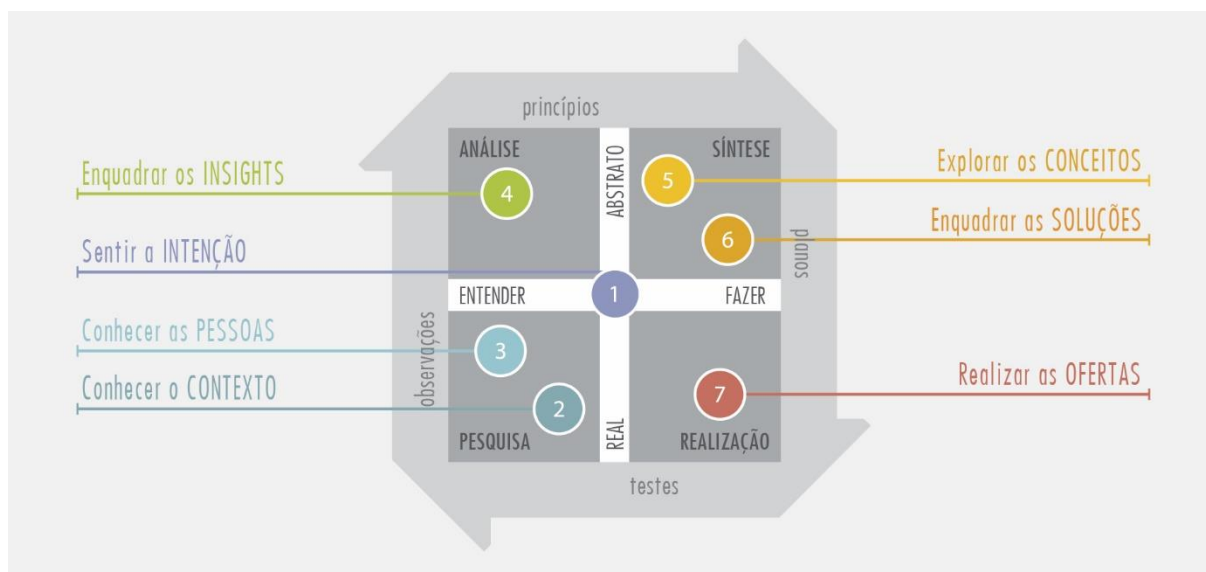 princípios
ANÁLISE
ABSTRATO
SÍNTESE
Enquadrar os INSIGHTS
4
5
Explorar os CONCEITOS
Enquadrar as SOLUÇÕES
6
planos
Sentir a INTENÇÃO
ENTENDER
1
FAZER
observações
Conhecer as PESSOAS
3
Conhecer o CONTEXTO
2
7
Realizar as OFERTAS
PESQUISA
REAL
REALIZAÇÃO
testes